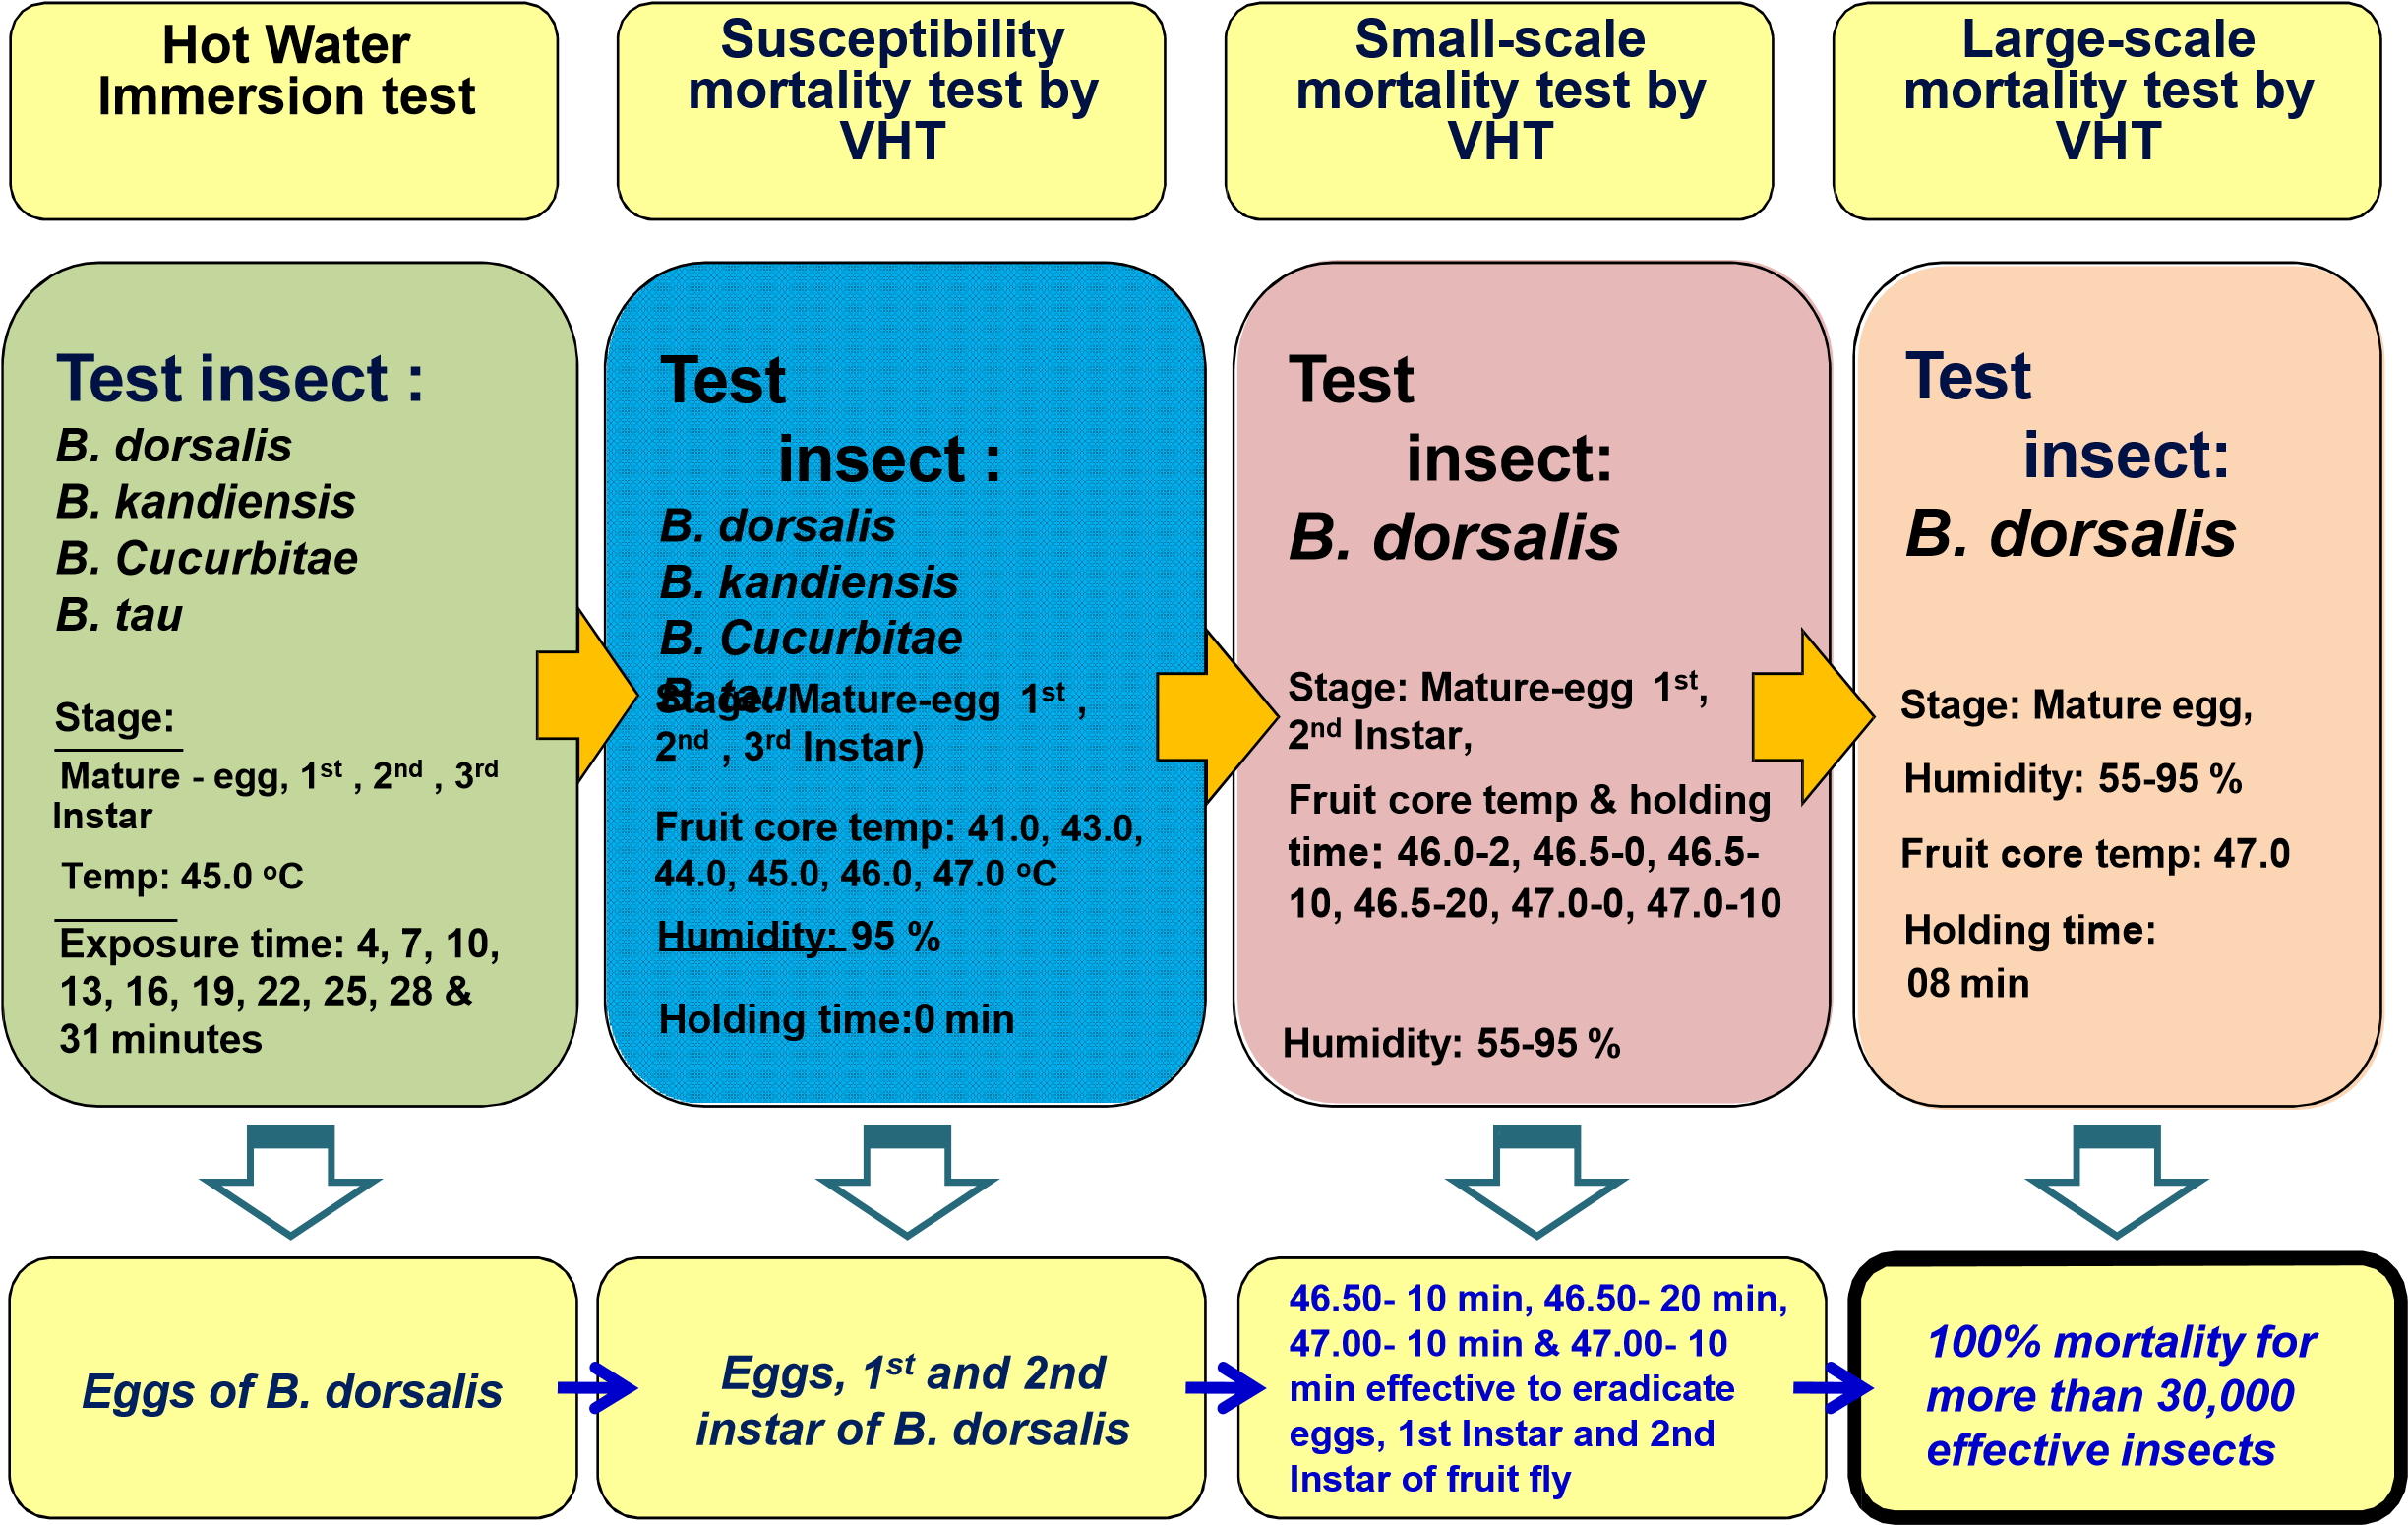 Hot Water
Immersion test
Susceptibility
mortality test by
VHT
Small-scale
mortality test by
VHT
Large-scale
mortality test by
VHT
Test insect :
B. dorsalis
B. kandiensis
B. Cucurbitae
B. tau
Stage:
Mature - egg, 1st , 2nd , 3rd
Instar
Temp: 45.0 oC
Exposure time: 4, 7, 10,
13, 16, 19, 22, 25, 28 &
31 minutes
Test
insect :
B. dorsalis
B. kandiensis
B. Cucurbitae
B. tau
Stage: Mature-egg 1st ,
2nd , 3rd Instar)
Fruit core temp: 41.0, 43.0,
44.0, 45.0, 46.0, 47.0 oC
Humidity: 95 %
Holding time:0 min
Test
insect:
B. dorsalis
Stage: Mature-egg 1st,
2nd Instar,
Fruit core temp & holding
time: 46.0-2, 46.5-0, 46.5-
10, 46.5-20, 47.0-0, 47.0-10
Humidity: 55-95 %
Test
insect:
B. dorsalis
Stage: Mature egg,
Humidity: 55-95 %
Fruit core temp: 47.0
Holding time:
08 min
Eggs of B. dorsalis
Eggs, 1st and 2nd
instar of B. dorsalis
46.50- 10 min, 46.50- 20 min,
47.00- 10 min & 47.00- 10
min effective to eradicate
eggs, 1st Instar and 2nd
Instar of fruit fly
100% mortality for
more than 30,000
effective insects